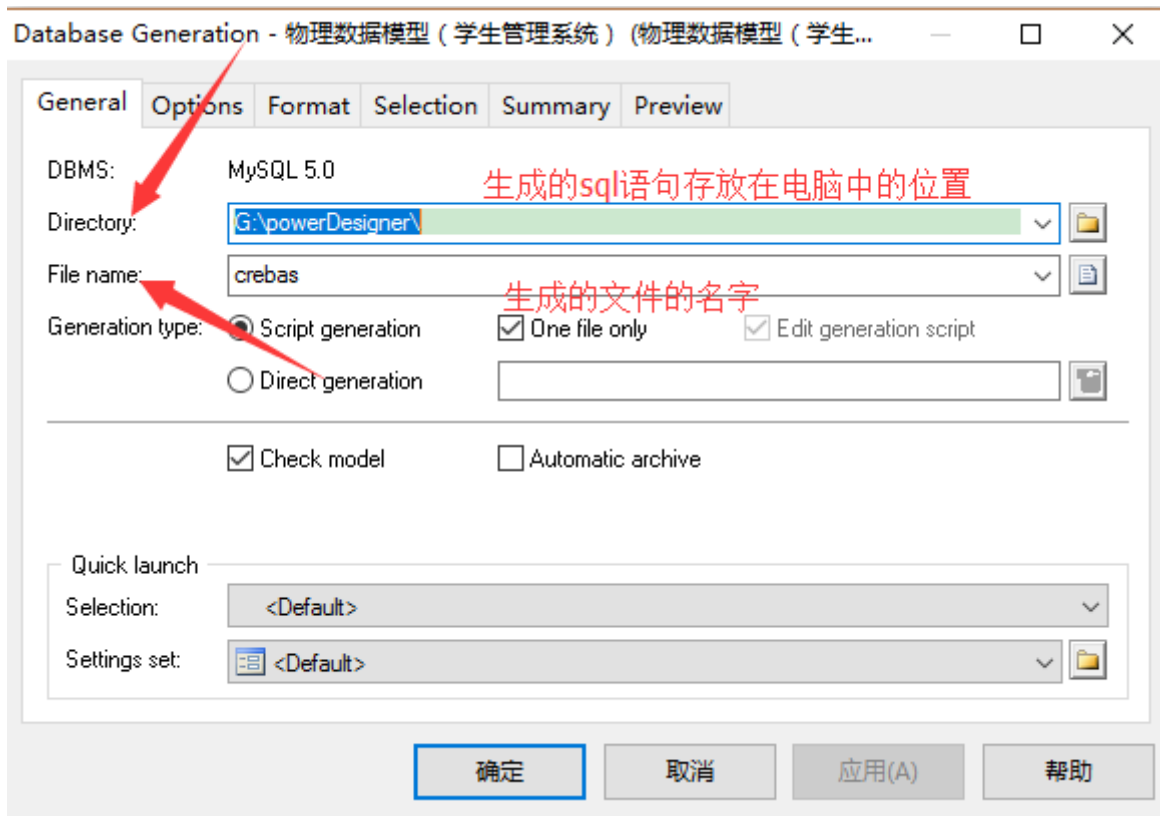 Database Generation - 物理数据模型（学生管理系统） (物理数据模型（学生...
General Options Format Selection Summary Preview
DBMS: MySQL 5.0
生成的sql语句存放在电脑中的位置
Directory: G:\powerDesigner\
File name: crebas
生成的文件的名字
Generation type: Script generation One file only Edit generation script
Direct generation
Check model Automatic archive
Quick launch
Selection: <Default>
Settings set: <Default>
确定 取消 应用(A) 帮助